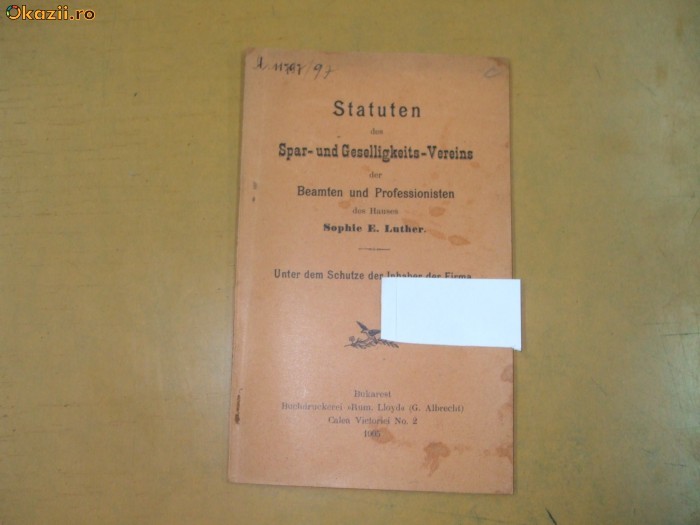 Okazii.ro
Statuten
des
Spar- und Geselligkeits-Vereins
der
Beamten und Professionisten
des Hauses
Sophie E. Luther.
Unter dem Schutze der Inhaber der Firma
Bukarest
Buchdruckerei «Rum. Lloyd» (G. Albrecht)
Calea Victoriei No. 2
1905